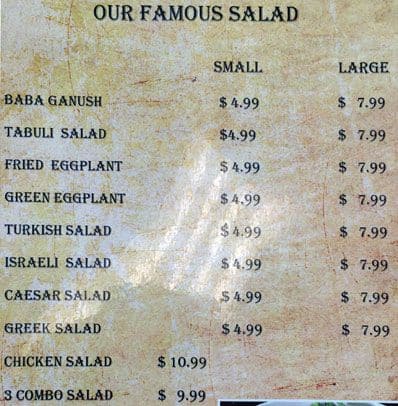 OUR FAMOUS SALAD
SMALL LARGE
BABA GANUSH $ 4.99 $ 7.99
TABULI SALAD $4.99 $ 7.99
FRIED EGGPLANT $ 4.99 $ 7.99
GREEN EGGPLANT $ 4.99 $ 7.99
TURKISH SALAD $ 4.99 $ 7.99
ISRAELI SALAD $ 4.99 $ 7.99
CAESAR SALAD $ 4.99 $ 7.99
GREEK SALAD $ 4.99 $ 7.99
CHICKEN SALAD $ 10.99
3 COMBO SALAD $ 9.99